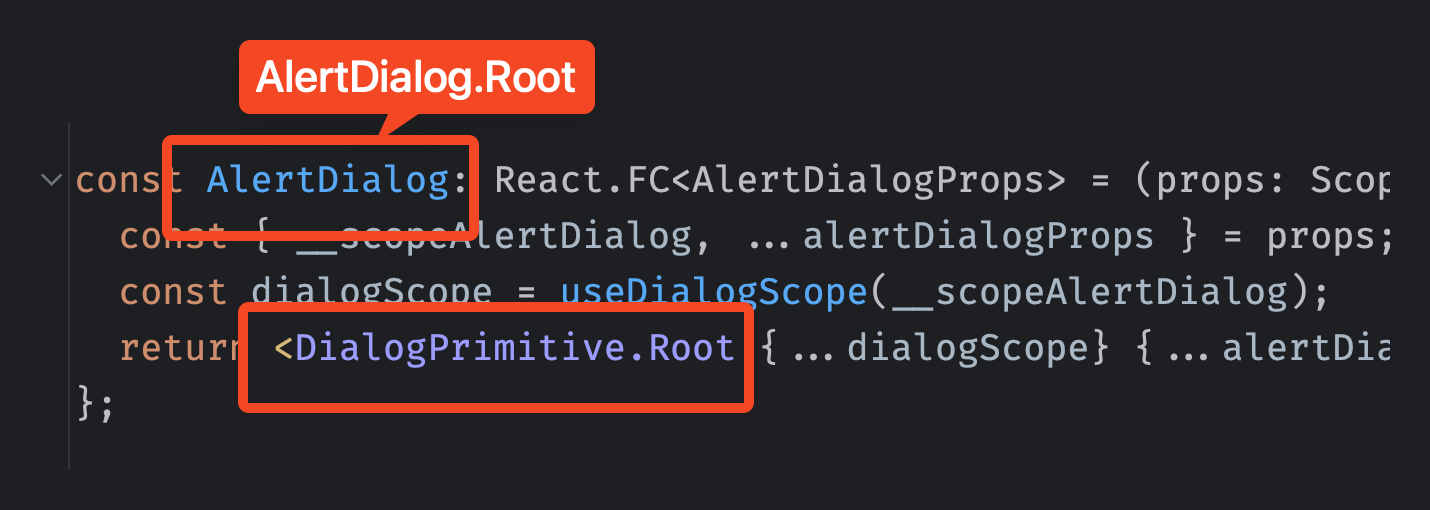 AlertDialog.Root
const AlertDialog: React.FC<AlertDialogProps> = (props: Scop
const { __scopeAlertDialog, ...alertDialogProps } = props;
const dialogScope = useDialogScope(__scopeAlertDialog);
return <DialogPrimitive.Root {...dialogScope} {...alertDia
};